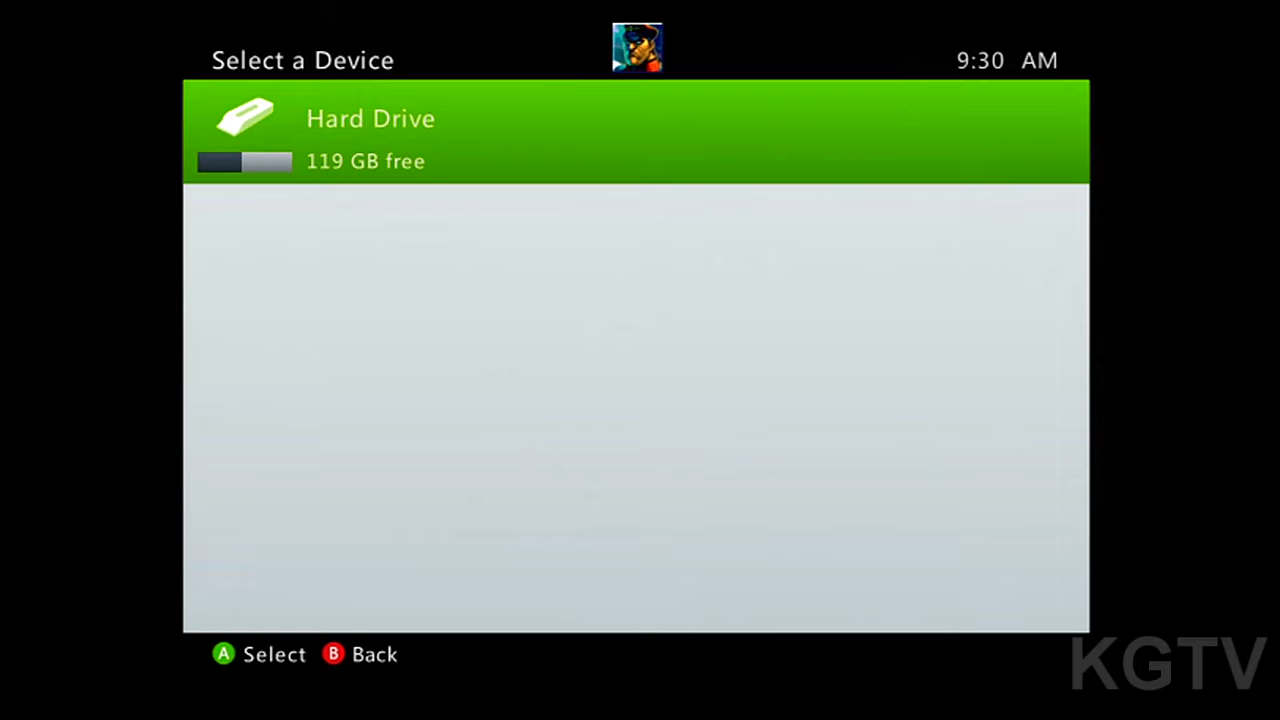 Select a Device
9:30 AM
Hard Drive
119 GB free
A Select B Back
KGTV